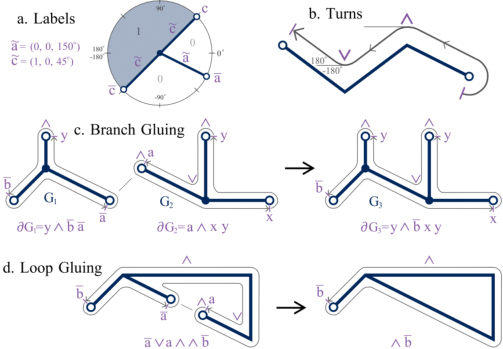 a. Labels
ã = (0, 0, 150˚)
c̃ = (1, 0, 45˚)
90˚
180˚
-180˚
0˚
-90˚
1
0
0
c
c̃
ã
c̃
a̅
c̅
b. Turns
∧
∨
180˚
-180˚
c. Branch Gluing
∧
y
b̅
G₁
a̅
∂G₁=y ∧ b̅ a̅
∧
a
∧
y
∨
G₂
x
∂G₂=a ∧ x y
∧
y
∧
y
∨
b̅
G₃
x
∂G₃=y ∧ b̅ x y
d. Loop Gluing
∧
b̅
a̅
∧
a
∨
a̅ ∨ a ∧ ∧ b̅
∧
b̅
∧ b̅